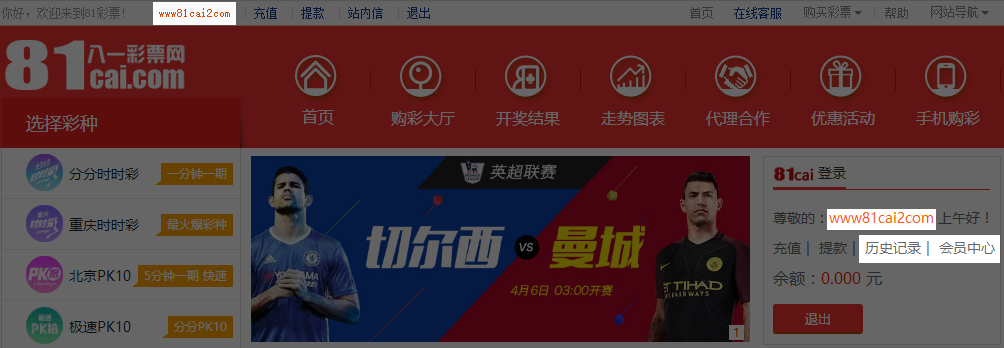 你好，欢迎来到81彩票! www81cai2com 充值 提款 站内信 退出 首页 在线客服 购买彩票 帮助 网站导航
81 八一彩票网
cai.com
首页 购彩大厅 开奖结果 走势图表 代理合作 优惠活动 手机购彩
选择彩种
分分时时彩 一分钟一期
重庆时时彩 最火爆彩种
PK拾 北京PK10 5分钟一期 快速
极速 PK10 极速PK10 分分PK10
英超联赛
切尔西 VS 曼城
4月6日 03:00开赛
YOKOHAMA
ETIHAD
1
81cai 登录
尊敬的：www81cai2com 上午好！
充值 | 提款 | 历史记录 | 会员中心
余额：0.000 元
退出